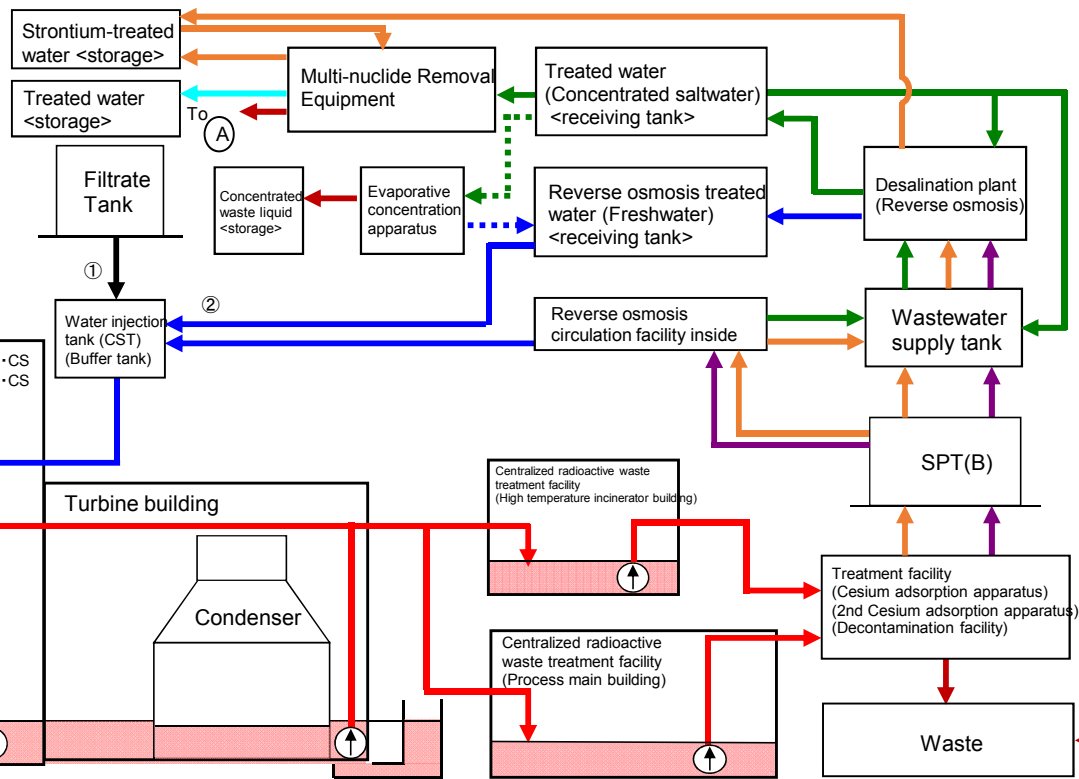 Strontium-treated
water <storage>
Multi-nuclide Removal
Equipment
Treated water
(Concentrated saltwater)
<receiving tank>
Treated water
<storage>
To
A
Filtrate
Tank
Concentrated
waste liquid
<storage>
Evaporative
concentration
apparatus
Reverse osmosis treated
water (Freshwater)
<receiving tank>
Desalination plant
(Reverse osmosis)
①
②
Water injection
tank (CST)
(Buffer tank)
Reverse osmosis
circulation facility inside
Wastewater
supply tank
・CS
・CS
SPT(B)
Turbine building
Centralized radioactive waste
treatment facility
(High temperature incinerator building)
Condenser
Treatment facility
(Cesium adsorption apparatus)
(2nd Cesium adsorption apparatus)
(Decontamination facility)
Centralized radioactive
waste treatment facility
(Process main building)
Waste